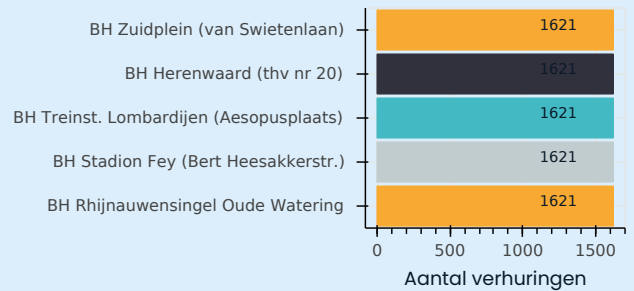 BH Zuidplein (van Swietenlaan) 1621
BH Herenwaard (thv nr 20) 1621
BH Treinst. Lombardijen (Aesopusplaats) 1621
BH Stadion Fey (Bert Heesakkerstr.) 1621
BH Rhijnauwensingel Oude Watering 1621
0 500 1000 1500
Aantal verhuringen